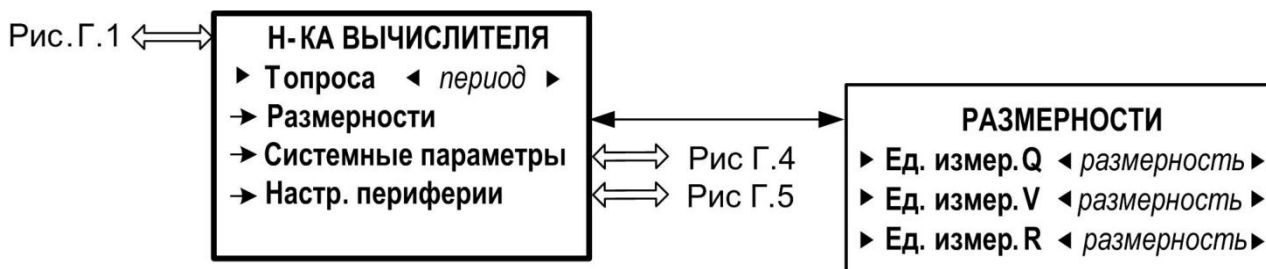 Рис.Г.1
Н-КА ВЫЧИСЛИТЕЛЯ
Tопроса период
Размерности
Системные параметры
Рис Г.4
Настр. периферии
Рис Г.5
РАЗМЕРНОСТИ
Ед. измер.Q размерность
Ед. измер.V размерность
Ед. измер.R размерность